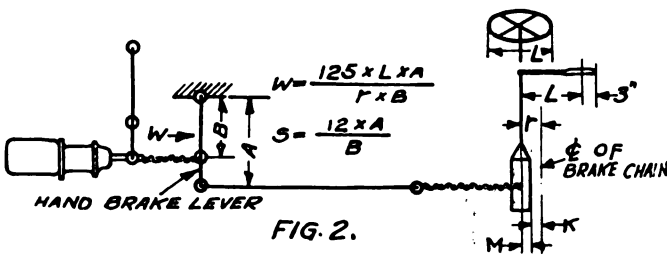 L
W = 125 x L x A / r x B
S = 12 x A / B
W
B
A
L
3"
r
℄ OF
BRAKE CHAIN
HAND BRAKE LEVER
FIG. 2.
M
K